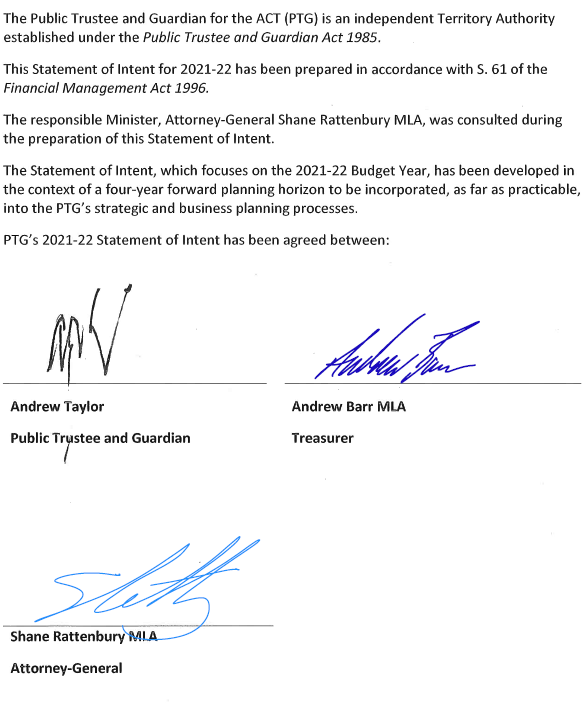 The Public Trustee and Guardian for the ACT (PTG) is an independent Territory Authority
established under the Public Trustee and Guardian Act 1985.
This Statement of Intent for 2021-22 has been prepared in accordance with S. 61 of the
Financial Management Act 1996.
The responsible Minister, Attorney-General Shane Rattenbury MLA, was consulted during
the preparation of this Statement of Intent.
The Statement of Intent, which focuses on the 2021-22 Budget Year, has been developed in
the context of a four-year forward planning horizon to be incorporated, as far as practicable,
into the PTG's strategic and business planning processes.
PTG's 2021-22 Statement of Intent has been agreed between:
Andrew Barr
Andrew Taylor
Andrew Barr MLA
Public Trustee and Guardian
Treasurer
Shane Rattenbury MLA
Attorney-General